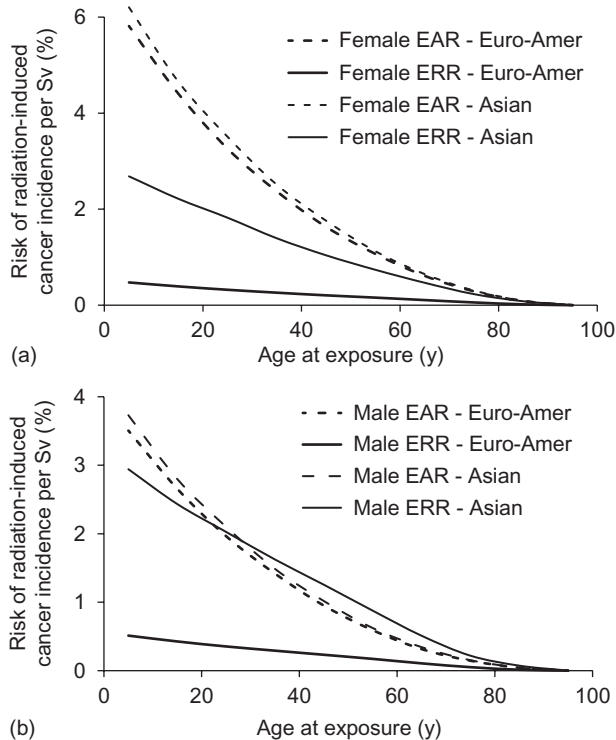 6
4
2
0
0 20 40 60 80 100
Risk of radiation-induced
cancer incidence per Sv (%)
Female EAR - Euro-Amer
Female ERR - Euro-Amer
Female EAR - Asian
Female ERR - Asian
(a)
Age at exposure (y)
4
3
2
1
0
0 20 40 60 80 100
Risk of radiation-induced
cancer incidence per Sv (%)
Male EAR - Euro-Amer
Male ERR - Euro-Amer
Male EAR - Asian
Male ERR - Asian
(b)
Age at exposure (y)